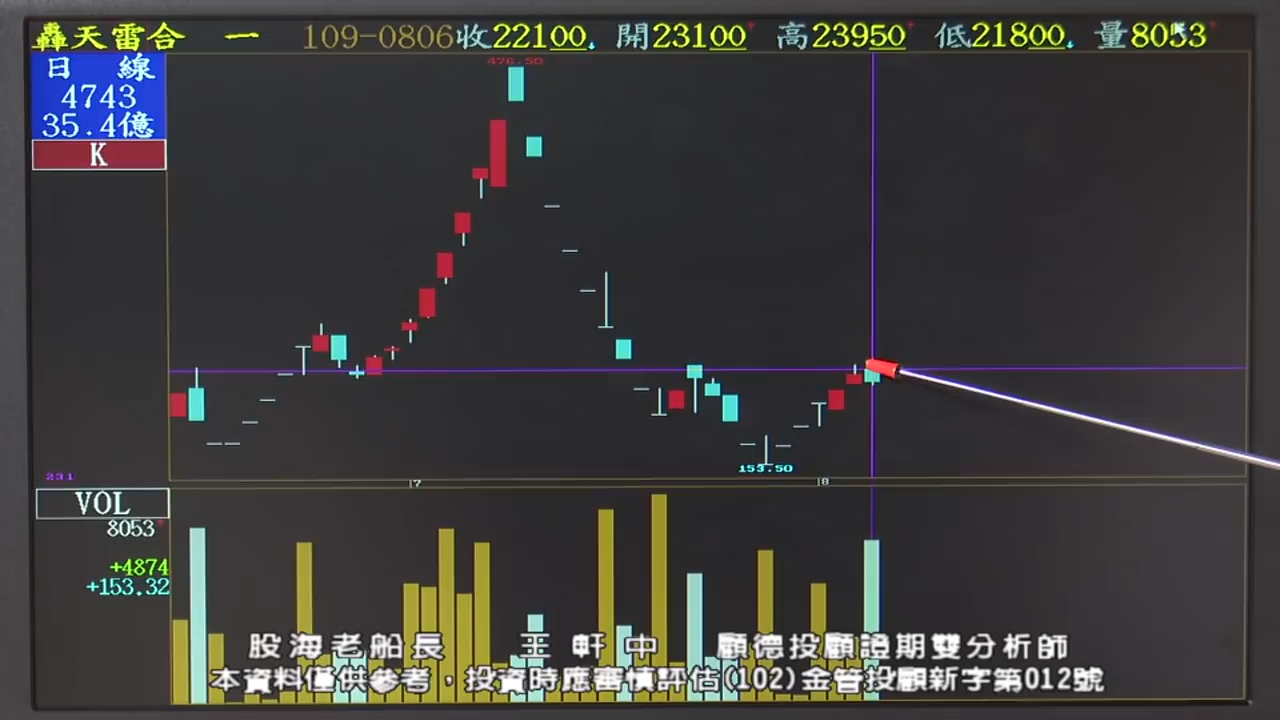 轟天雷合 一 109-0806收22100↓ 開23100↑ 高23950↑ 低21800↓ 量8053↑
日 線
4743
35.4億
K
476.50
153.50
231
7
8
VOL
8053↑
+4874
+153.32
股海老船長 王軒中 顧德投顧證期雙分析師
本資料僅供參考，投資時應審慎評估(102)金管投顧新字第012號